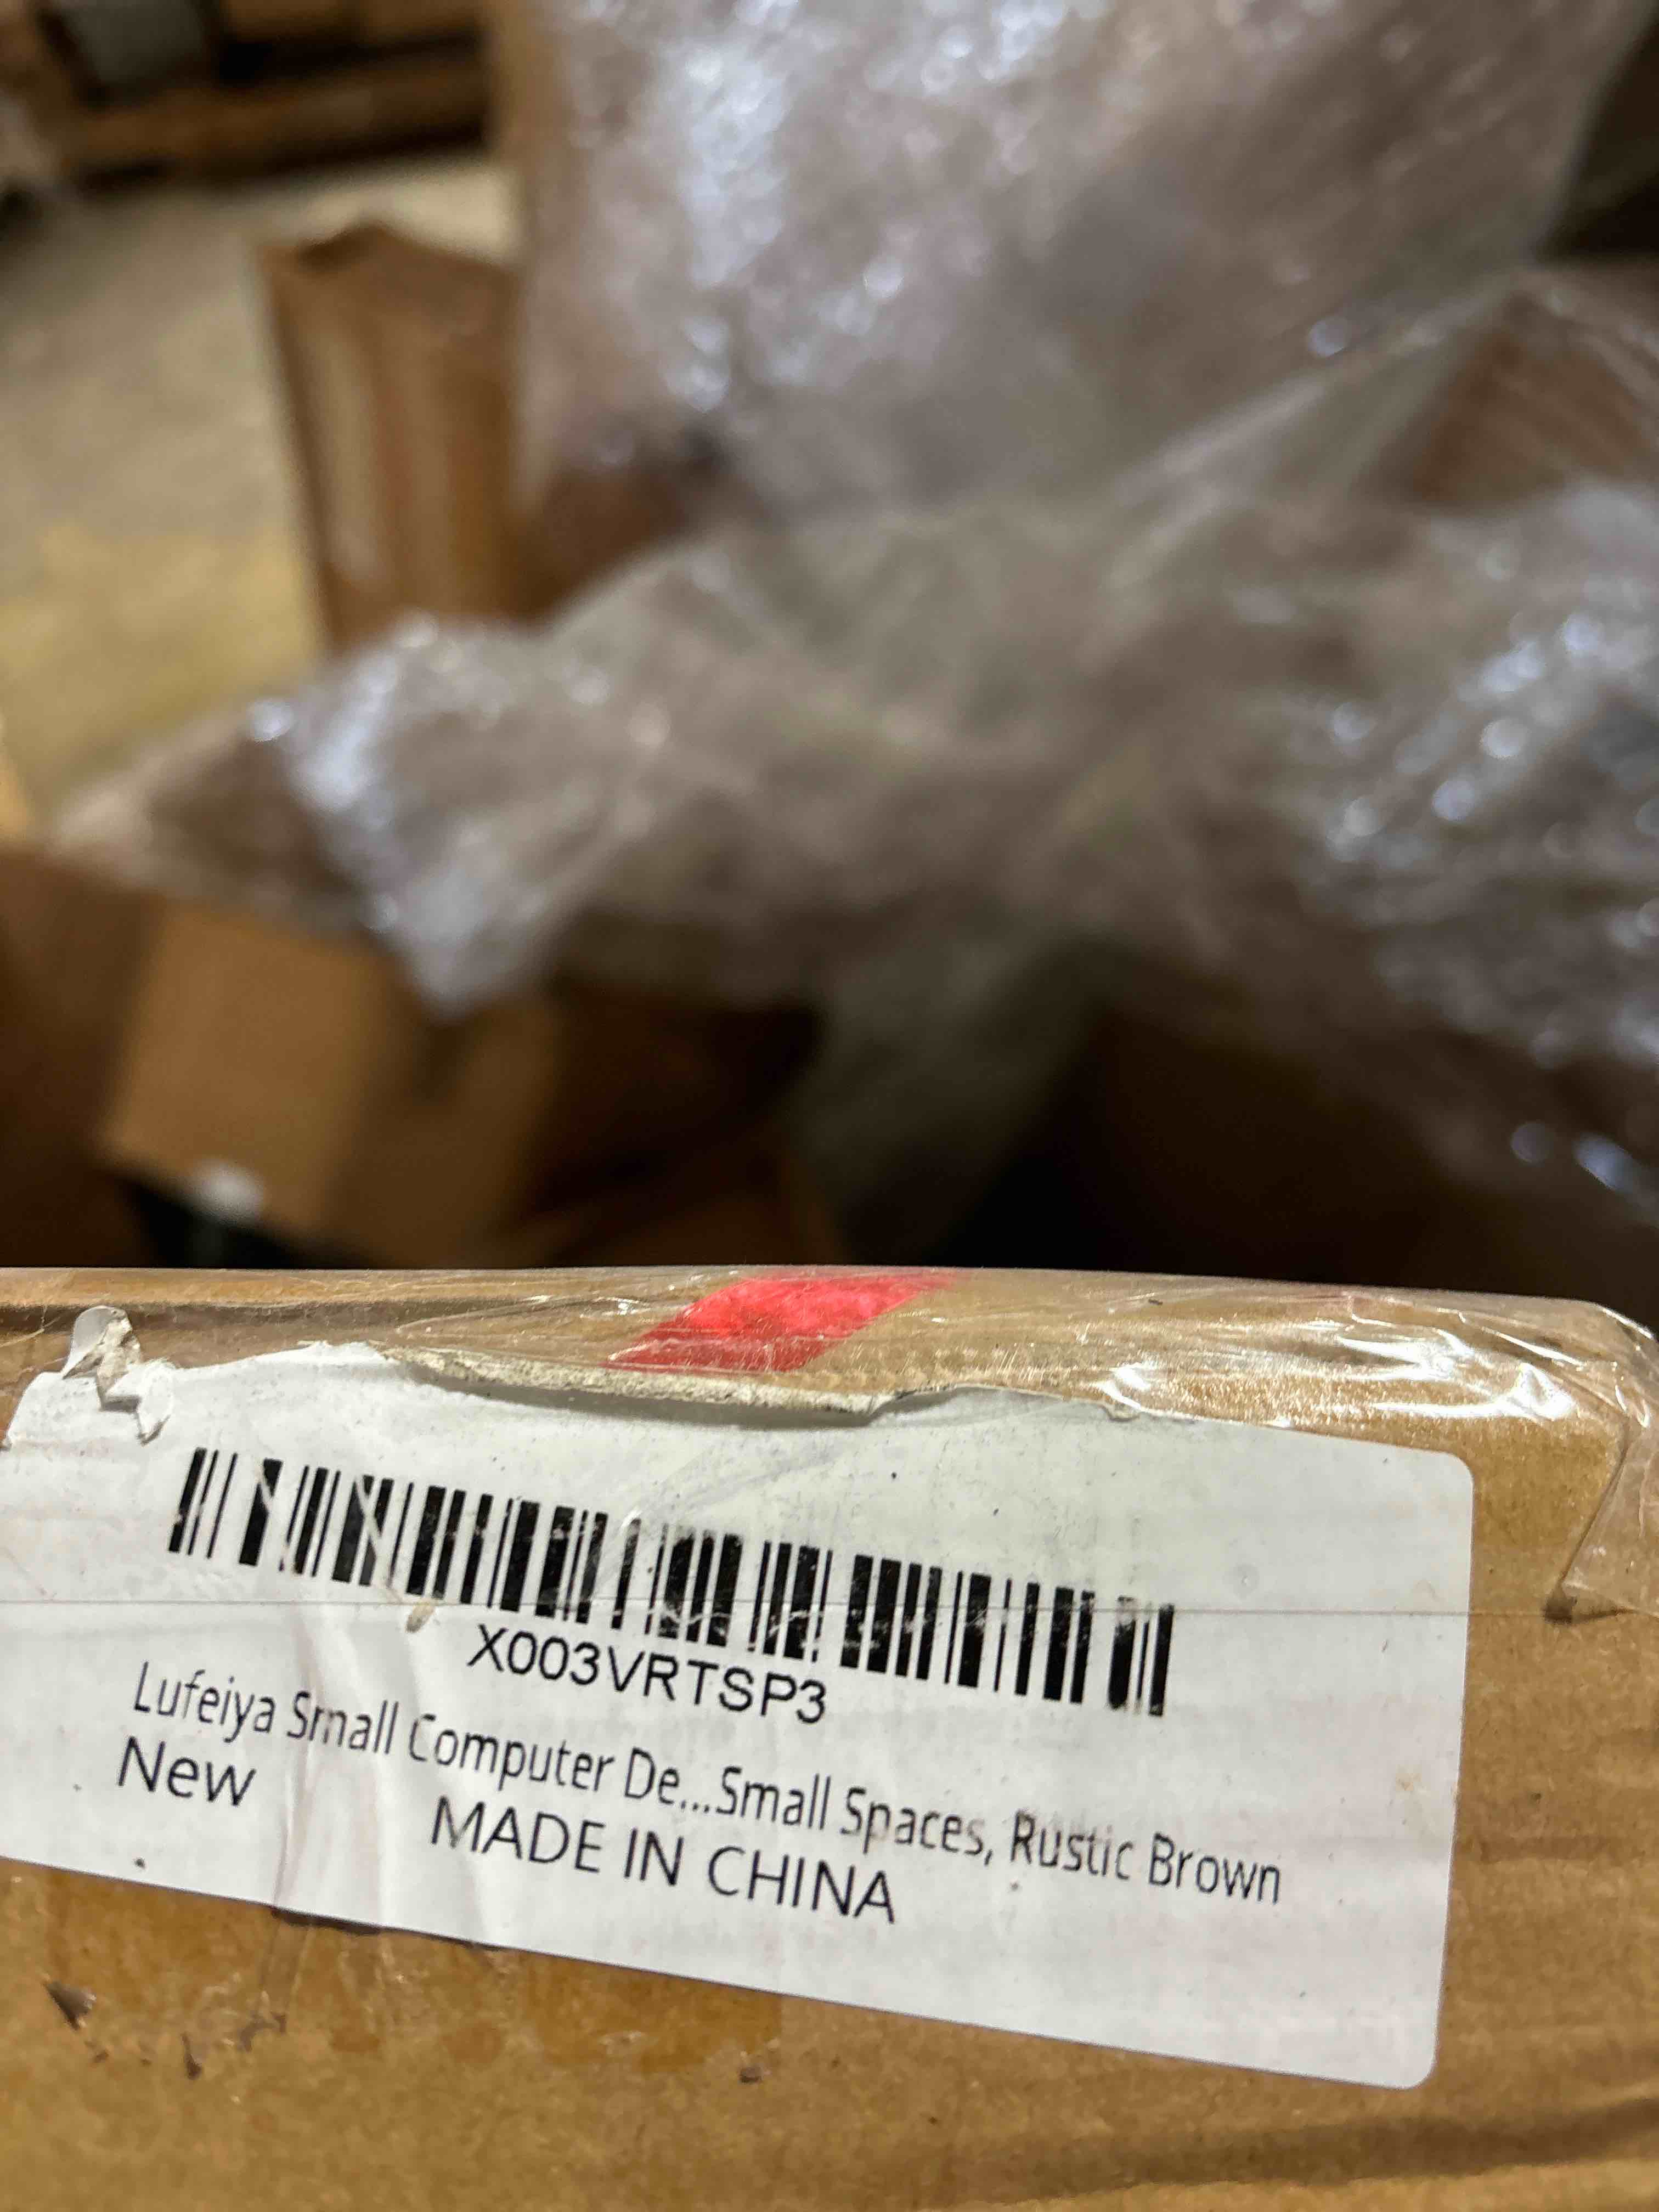 X003VRTSP3
Lufeiya Small Computer De...Small Spaces, Rustic Brown
New
MADE IN CHINA